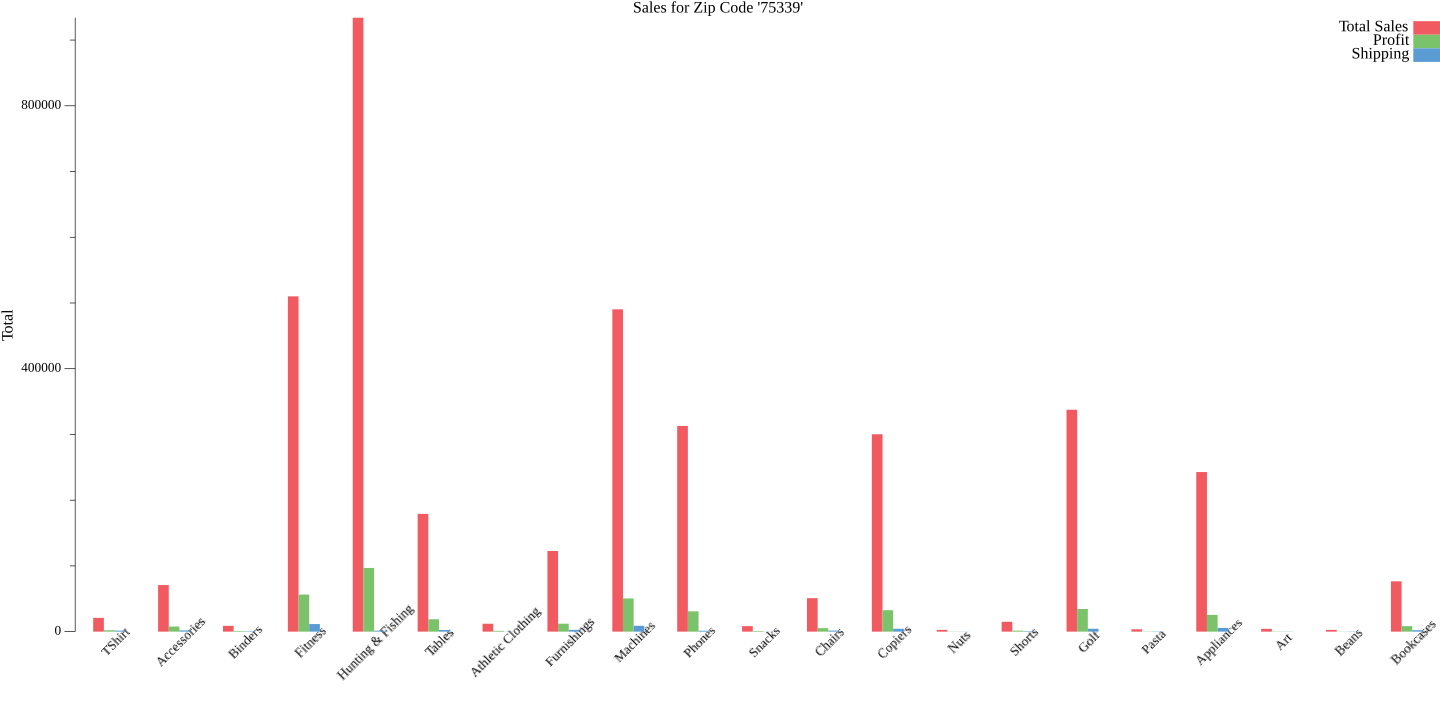 Sales for Zip Code '75339'
Total Sales
Profit
Shipping
800000
400000
0
Total
TShirt
Accessories
Binders
Fitness
Hunting & Fishing
Tables
Athletic Clothing
Furnishings
Machines
Phones
Snacks
Chairs
Copiers
Nuts
Shorts
Golf
Pasta
Appliances
Art
Beans
Bookcases